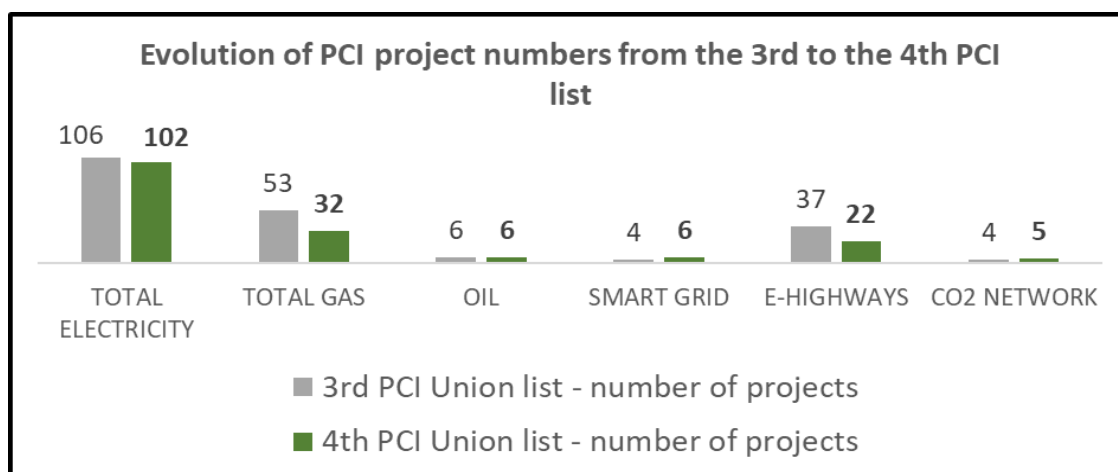 Evolution of PCI project numbers from the 3rd to the 4th PCI
list
106 102
53 32
6 6
4 6
37 22
4 5
TOTAL
ELECTRICITY
TOTAL GAS
OIL
SMART GRID
E-HIGHWAYS
CO2 NETWORK
3rd PCI Union list - number of projects
4th PCI Union list - number of projects